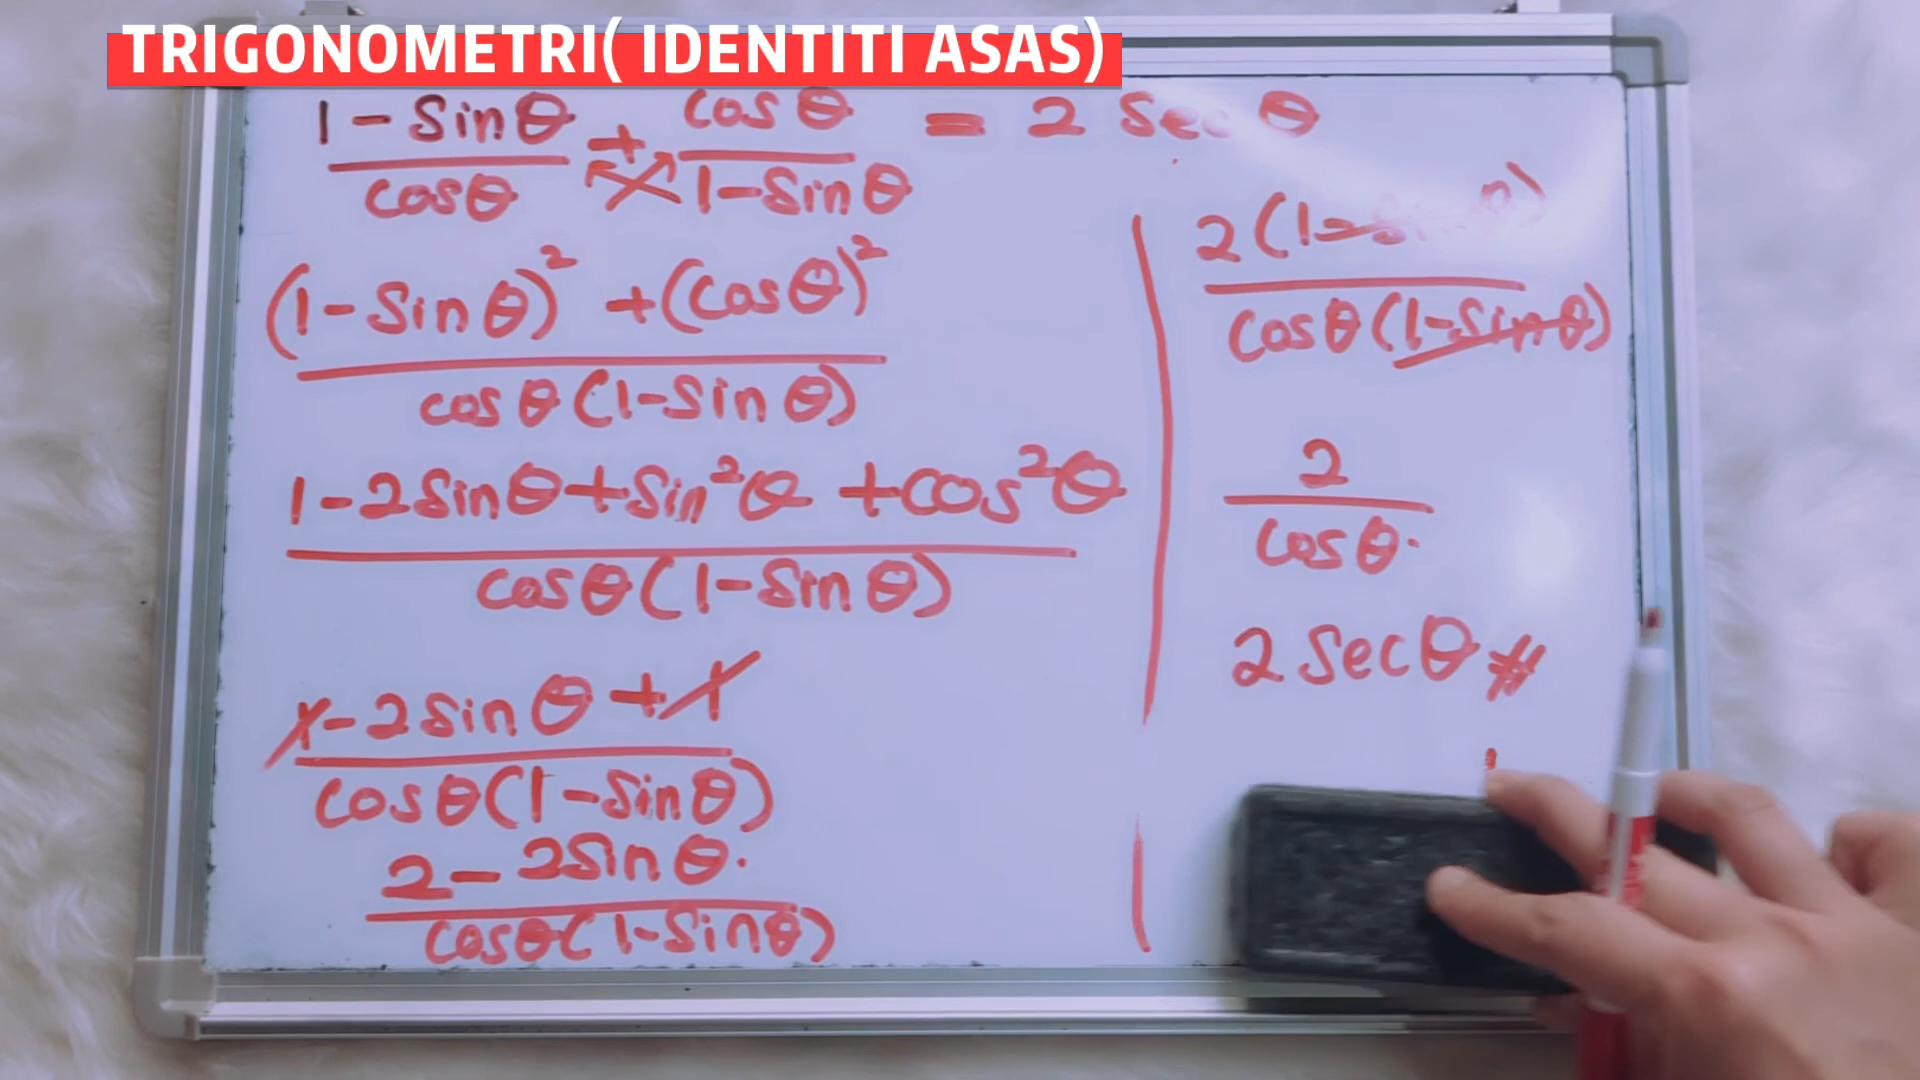 TRIGONOMETRI( IDENTITI ASAS)
1 - Sinθ / cosθ + cosθ / 1-Sinθ = 2 Sec θ
(1-Sinθ)² + (cosθ)²
cosθ(1-Sinθ)
1-2Sinθ+Sin²θ + cos²θ
cosθ(1-Sinθ)
1-2Sinθ + 1
cosθ(1-Sinθ)
2-2Sinθ.
cosθ(1-Sinθ)
2(1-Sinθ)
cosθ(1-Sinθ)
2
cosθ.
2 Sec θ #